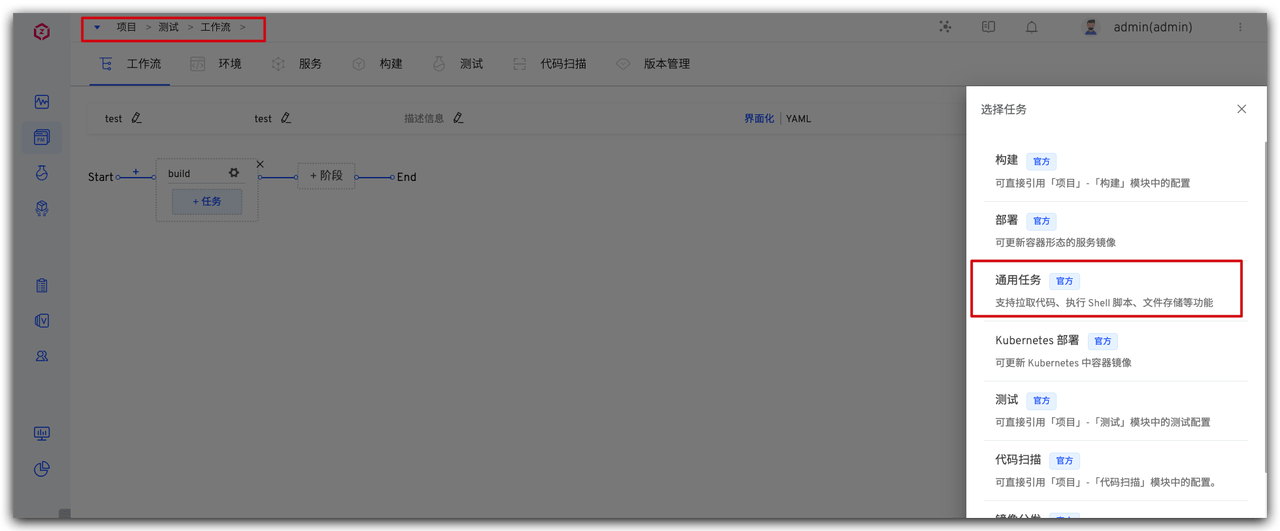 项目 > 测试 > 工作流 >
admin(admin)
工作流 环境 服务 构建 测试 代码扫描 版本管理
test test 描述信息 界面化 | YAML
Start + build + 阶段 End
+ 任务
选择任务
构建 官方
可直接引用「项目」-「构建」模块中的配置
部署 官方
可更新容器形态的服务镜像
通用任务 官方
支持拉取代码、执行 Shell 脚本、文件存储等功能
Kubernetes 部署 官方
可更新 Kubernetes 中容器镜像
测试 官方
可直接引用「项目」-「测试」模块中的测试配置
代码扫描 官方
可直接引用「项目」-「代码扫描」模块中的配置。